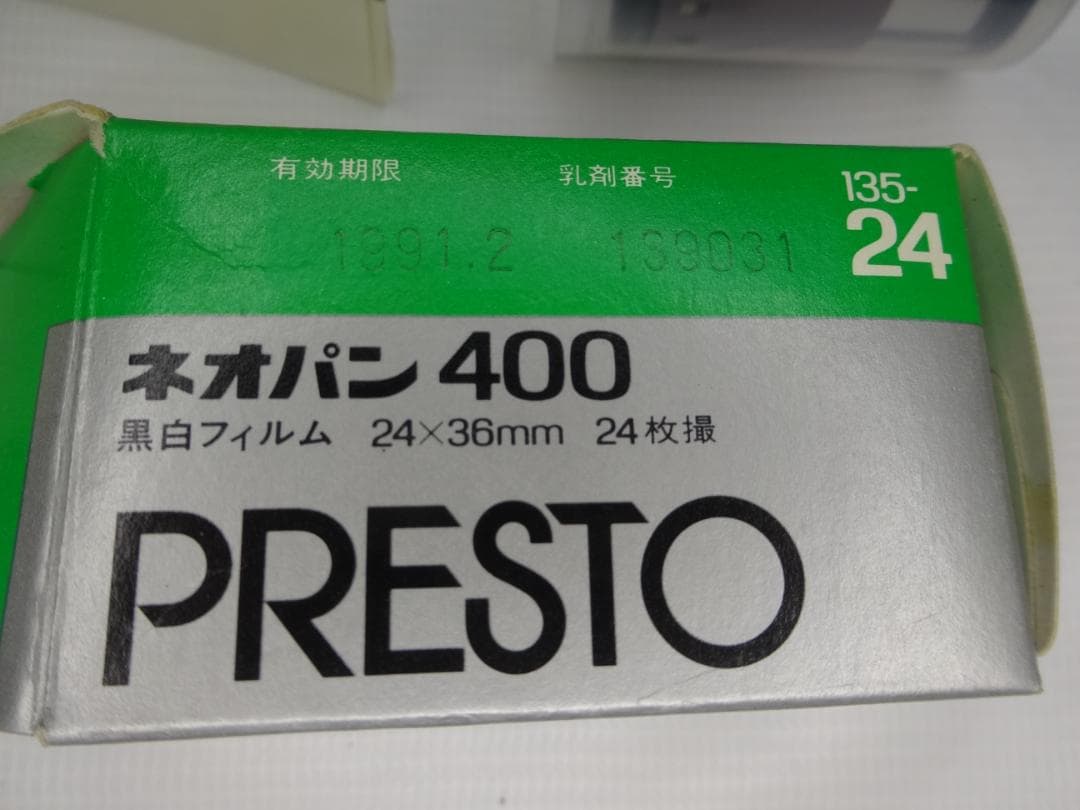 有効期限 乳剤番号
135-
24
1991.2 139031
ネオパン 400
黒白フィルム 24×36mm 24枚撮
PRESTO